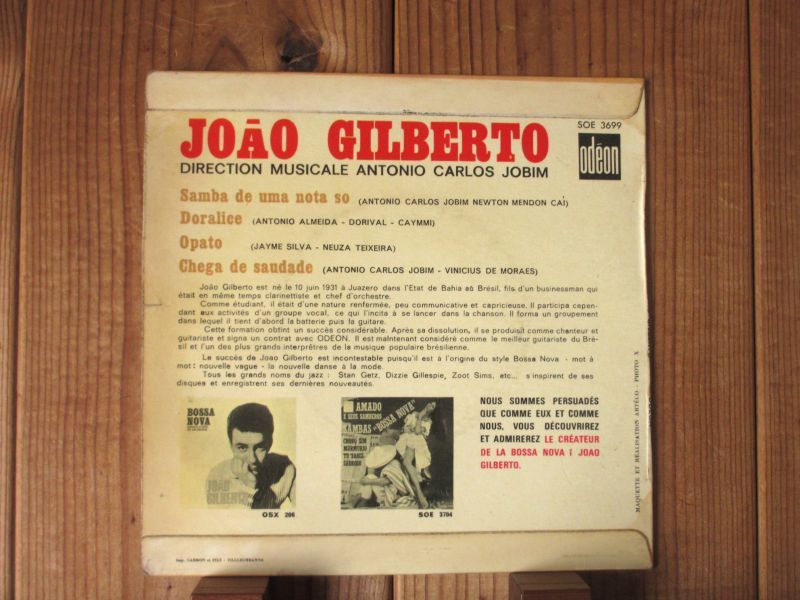 SOE 3699
JOÃO GILBERTO
odéon
DIRECTION MUSICALE ANTONIO CARLOS JOBIM
Samba de uma nota so (ANTONIO CARLOS JOBIM NEWTON MENDON CAÍ)
Doralice (ANTONIO ALMEIDA - DORIVAL - CAYMMI)
Opato (JAYME SILVA - NEUZA TEIXEIRA)
Chega de saudade (ANTONIO CARLOS JOBIM - VINICIUS DE MORAES)
João Gilberto est né le 10 juin 1931 à Juazero dans l'Etat de Bahia au Brésil, fils d'un businessman qui
était en même temps clarinettiste et chef d'orchestre.
Comme étudiant, il était d'une nature renfermée, peu communicative et capricieuse. Il participa cepen-
dant aux activités d'un groupe vocal, ce qui l'incita à se lancer dans la chanson. Il forma un groupement
dans lequel il tient d'abord la batterie puis la guitare.
Cette formation obtint un succès considérable. Après sa dissolution, il se produisit comme chanteur et
guitariste et signa un contrat avec ODEON. Il est maintenant considéré comme le meilleur guitariste du Bré-
sil et l'un des plus grands interprêtres de la musique populaire brésilienne.
Le succès de Joao Gilberto est incontestable puisqu'il est à l'origine du style Bossa Nova - mot à
mot : nouvelle vague - la nouvelle danse à la mode.
Tous les grands noms du jazz : Stan Getz, Dizzie Gillespie, Zoot Sims, etc... s'inspirent de ses
disques et enregistrent ses dernières nouveautés.
BOSSA
NOVA
JOÃO
GILBERTO
OSX 206
AMADO
E SEUS SAMBEROS
SAMBAS "BOSSA NOVA"
SOE 3704
NOUS SOMMES PERSUADÉS
QUE COMME EUX ET COMME
NOUS, VOUS DÉCOUVRIREZ
ET ADMIREREZ LE CRÉATEUR
DE LA BOSSA NOVA ¡ JOAO
GILBERTO.
MAQUETTE ET RÉALISATION ARTÉCO - PHOTO X